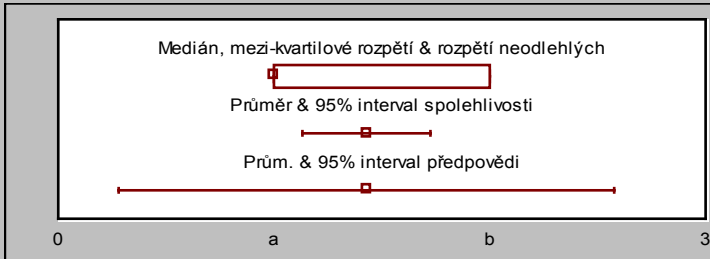 Medián, mezi-kvartilové rozpětí & rozpětí neodlehlých
Průměr & 95% interval spolehlivosti
Prům. & 95% interval předpovědi
0 a b 3